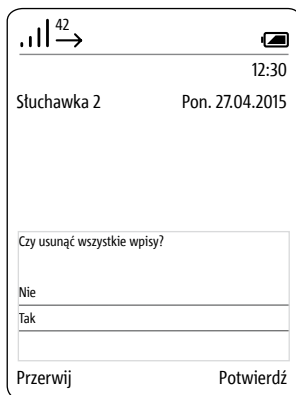 42
12:30
Słuchawka 2 Pon. 27.04.2015
Czy usunąć wszystkie wpisy?
Nie
Tak
Przerwij Potwierdź